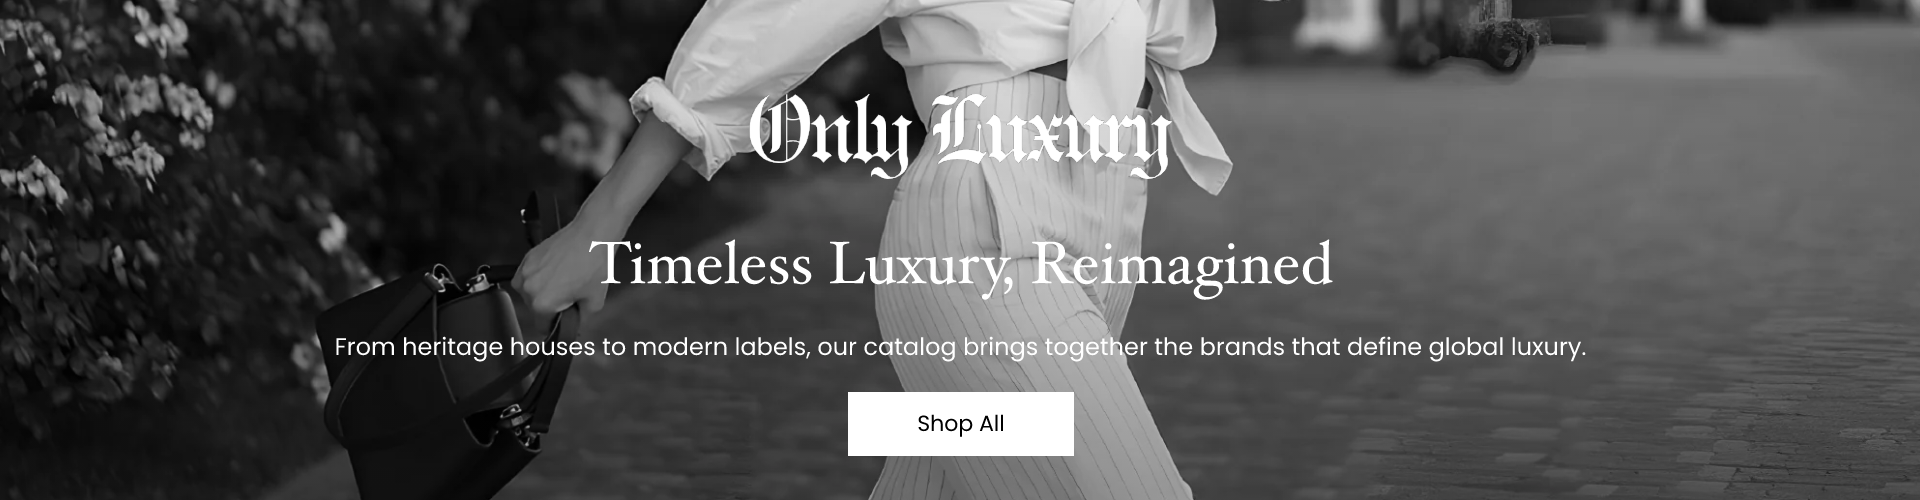 Only Luxury
Timeless Luxury, Reimagined
From heritage houses to modern labels, our catalog brings together the brands that define global luxury.
Shop All